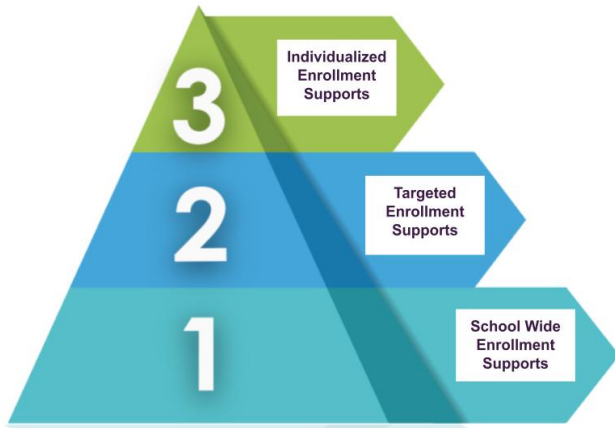 3
Individualized
Enrollment
Supports
2
Targeted
Enrollment
Supports
1
School Wide
Enrollment
Supports